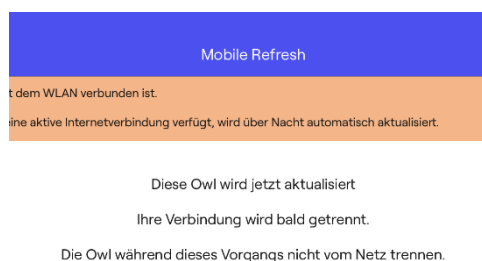 Mobile Refresh
t dem WLAN verbunden ist.
eine aktive Internetverbindung verfügt, wird über Nacht automatisch aktualisiert.
Diese Owl wird jetzt aktualisiert
Ihre Verbindung wird bald getrennt.
Die Owl während dieses Vorgangs nicht vom Netz trennen.